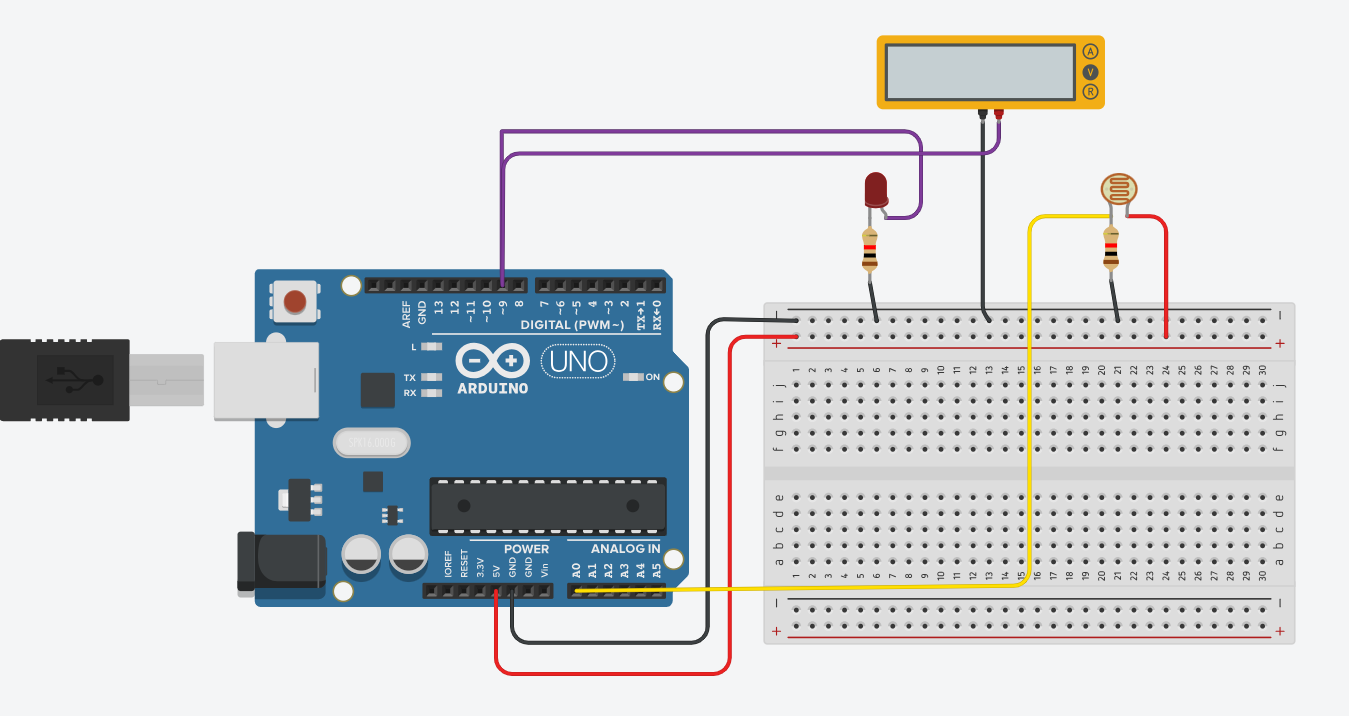 A
V
R
AREF
GND
13
12
~11
~10
~9
8
7
~6
~5
4
~3
2
TX→1
RX←0
DIGITAL (PWM~)
L
TX
RX
ARDUINO
UNO
ON
POWER
ANALOG IN
IOREF
RESET
3.3V
5V
GND
GND
Vin
A0
A1
A2
A3
A4
A5
1 2 3 4 5 6 7 8 9 10 11 12 13 14 15 16 17 18 19 20 21 22 23 24 25 26 27 28 29 30
j j
i i
h h
g g
f f
e e
d d
c c
b b
a a
1 2 3 4 5 6 7 8 9 10 11 12 13 14 15 16 17 18 19 20 21 22 23 24 25 26 27 28 29 30